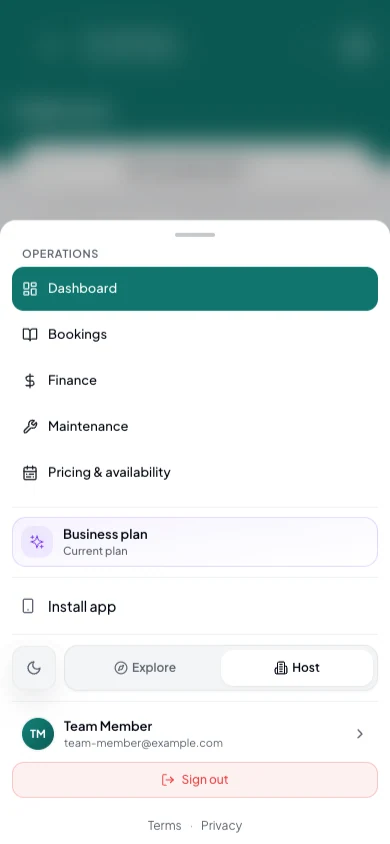 OPERATIONS
Dashboard
Bookings
Finance
Maintenance
Pricing & availability
Business plan
Current plan
Install app
Explore
Host
TM
Team Member
team-member@example.com
Sign out
Terms · Privacy